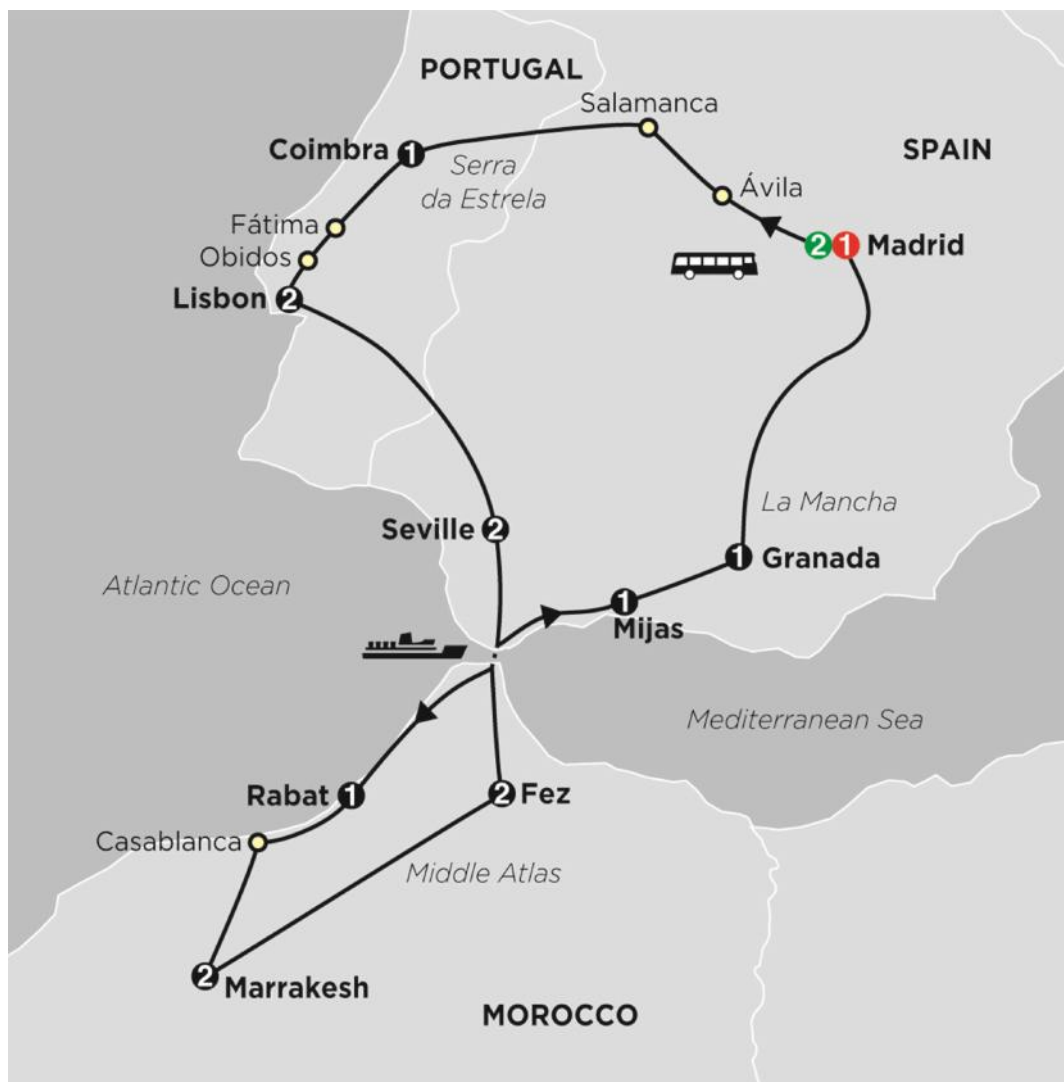 PORTUGAL
Salamanca
Coimbra 1
SPAIN
Serra
da Estrela
Ávila
Fátima
2 1 Madrid
Obidos
Lisbon 2
La Mancha
Seville 2
1 Granada
Atlantic Ocean
1
Mijas
Mediterranean Sea
Rabat 1
2 Fez
Casablanca
Middle Atlas
2 Marrakesh
MOROCCO